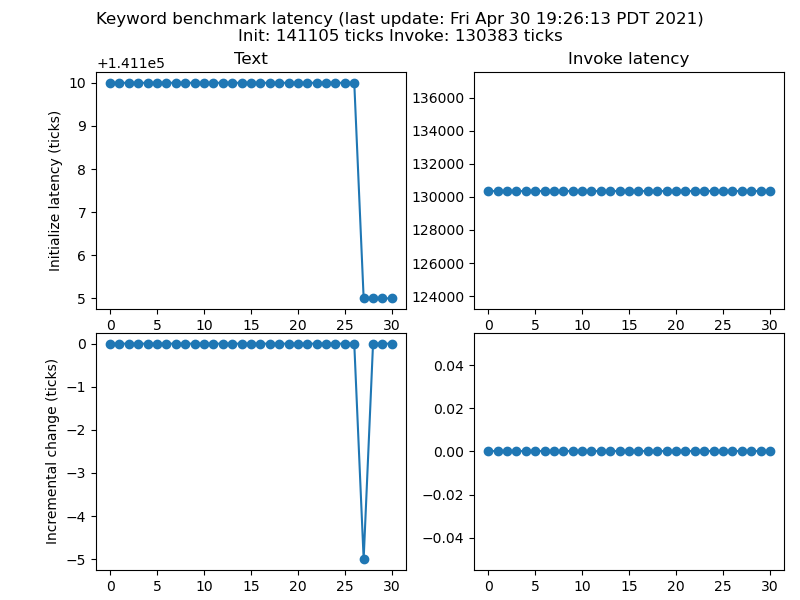 Keyword benchmark latency (last update: Fri Apr 30 19:26:13 PDT 2021)
Init: 141105 ticks Invoke: 130383 ticks
Text
+1.411e5
Initialize latency (ticks)
10
9
8
7
6
5
0 5 10 15 20 25 30
Invoke latency
136000
134000
132000
130000
128000
126000
124000
0 5 10 15 20 25 30
Incremental change (ticks)
0
−1
−2
−3
−4
−5
0 5 10 15 20 25 30
0.04
0.02
0.00
−0.02
−0.04
0 5 10 15 20 25 30